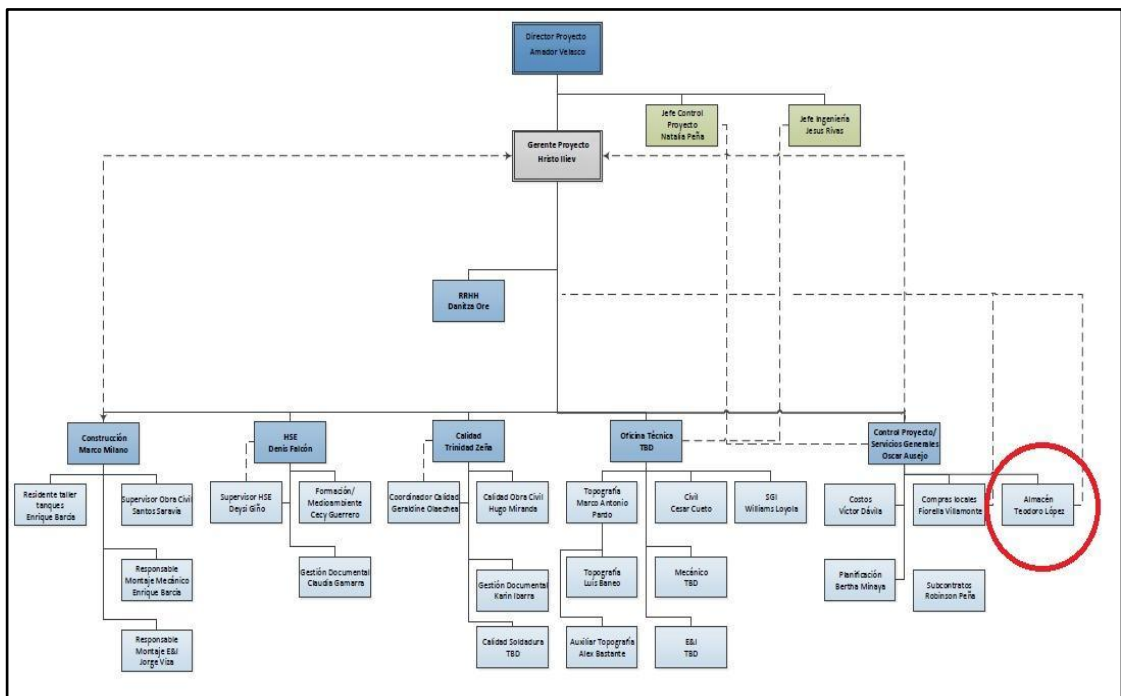 Director Proyecto
Amador Velasco
Jefe Control
Proyecto
Natalia Peña
Jefe Ingeniería
Jesus Rivas
Gerente Proyecto
Hristo Iliev
RRHH
Danitza Ore
Construcción
Marco Milano
HSE
Denis Falcón
Calidad
Trinidad Zeña
Oficina Técnica
TBD
Control Proyecto/
Servicios Generales
Oscar Ausejo
Residente taller
tanques
Enrique Barcía
Supervisor Obra Civil
Santos Saravia
Supervisor HSE
Deysi Giño
Formación/
Medioambiente
Cecy Guerrero
Coordinador Calidad
Geraldine Olaechea
Calidad Obra Civil
Hugo Miranda
Topografía
Marco Antonio
Pardo
Civil
Cesar Cueto
SGI
Williams Loyola
Costos
Víctor Dávila
Compras locales
Fiorella Villamonte
Almacén
Teodoro López
Responsable
Montaje Mecánico
Enrique Barcía
Gestión Documental
Claudia Gamarra
Gestión Documental
Karin Ibarra
Topografía
Luis Baneo
Mecánico
TBD
Planificación
Bertha Minaya
Subcontratos
Robinson Peña
Responsable
Montaje E&I
Jorge Viza
Calidad Soldadura
TBD
Auxiliar Topografía
Alex Bastante
E&I
TBD